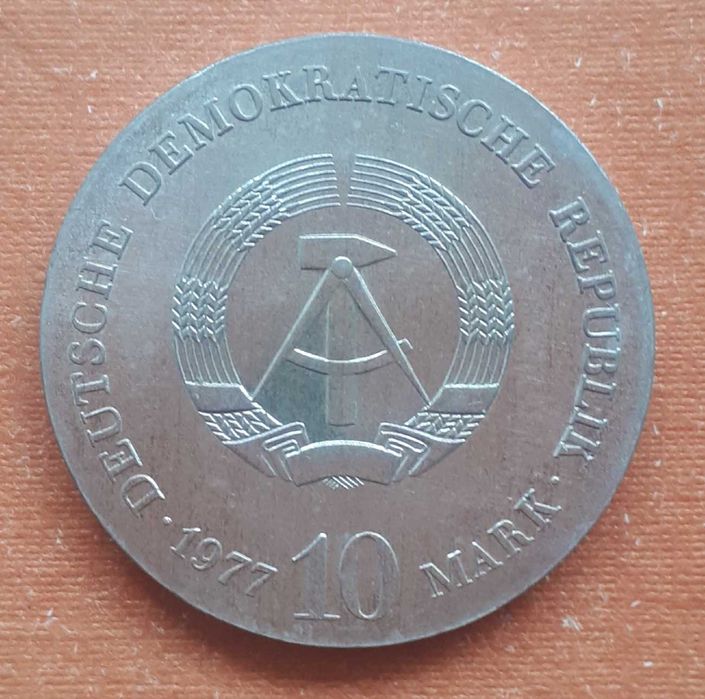 DEUTSCHE DEMOKRATISCHE REPUBLIK
· 1977 10 MARK ·